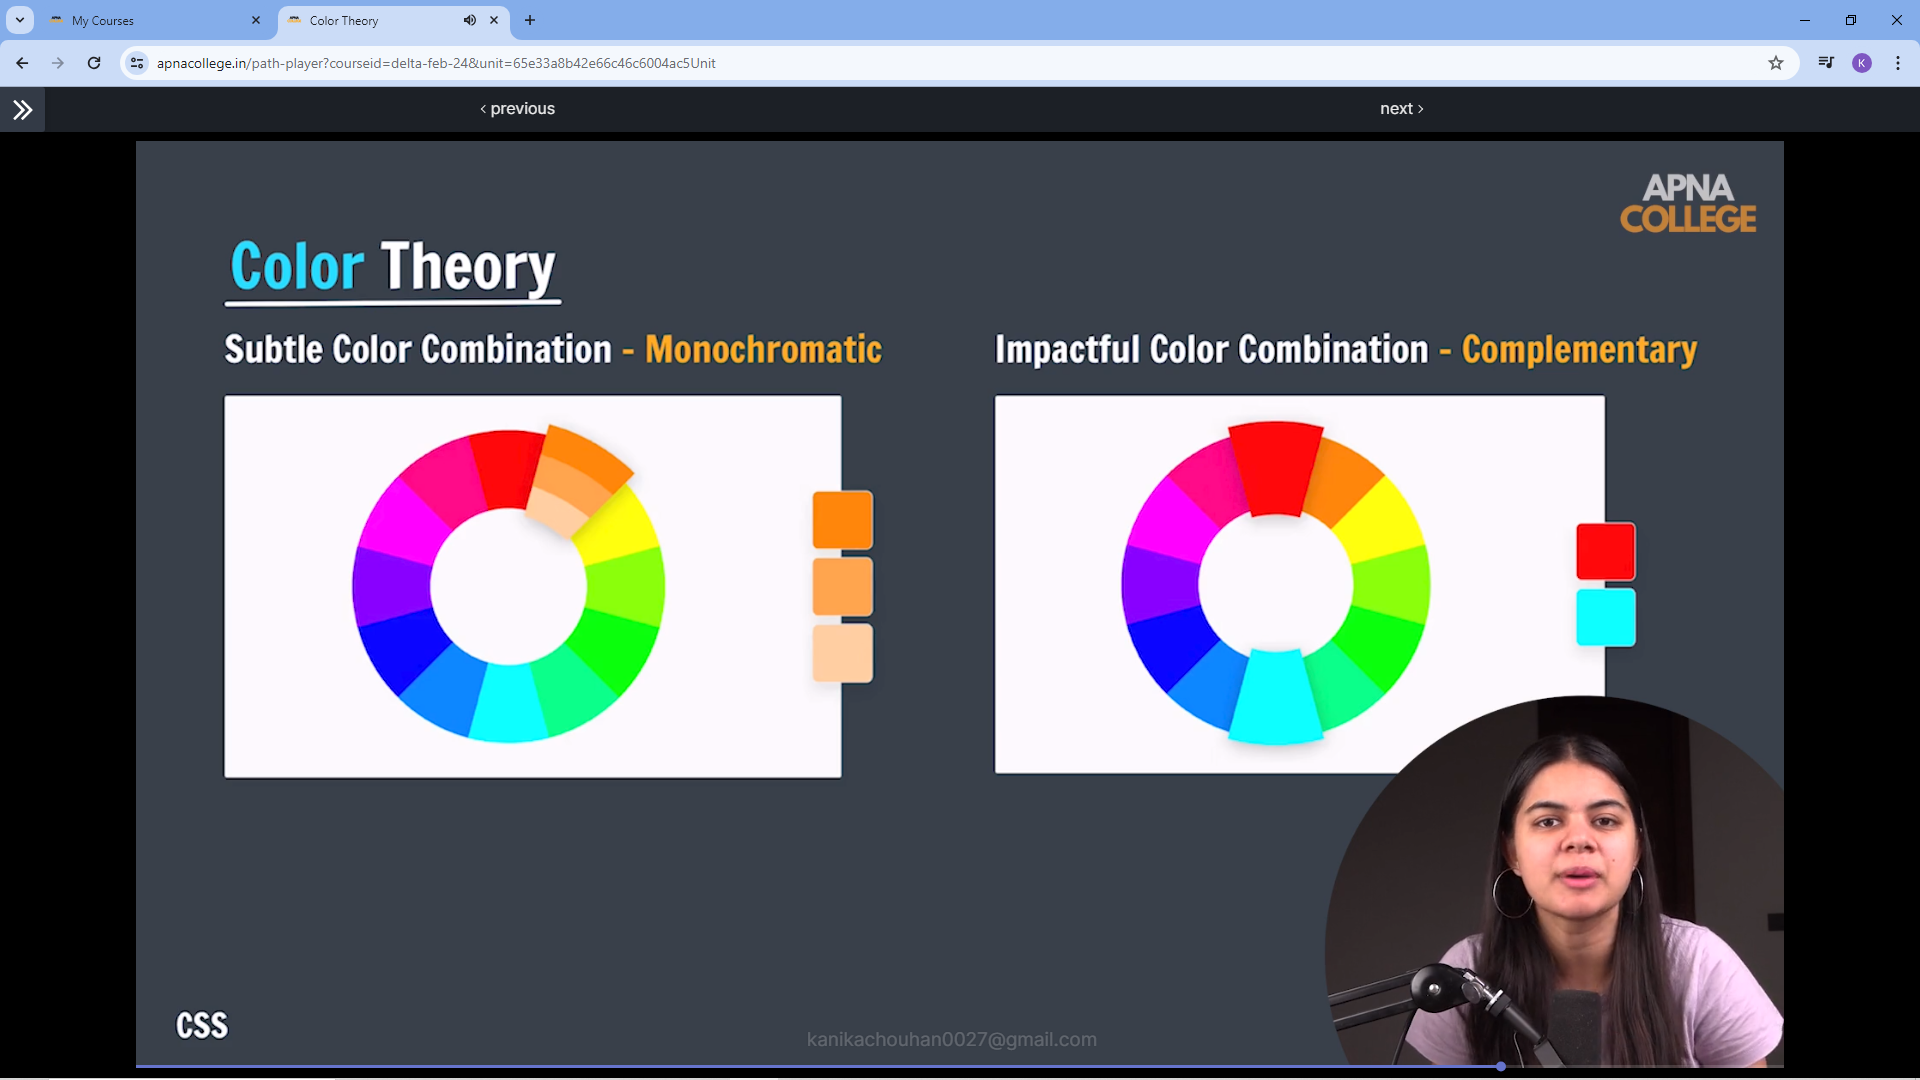 My Courses
Color Theory
apnacollege.in/path-player?courseid=delta-feb-24&unit=65e33a8b42e66c46c6004ac5Unit
K
‹ previous
next ›
APNA
COLLEGE
Color Theory
Subtle Color Combination - Monochromatic
Impactful Color Combination - Complementary
CSS
kanikachouhan0027@gmail.com